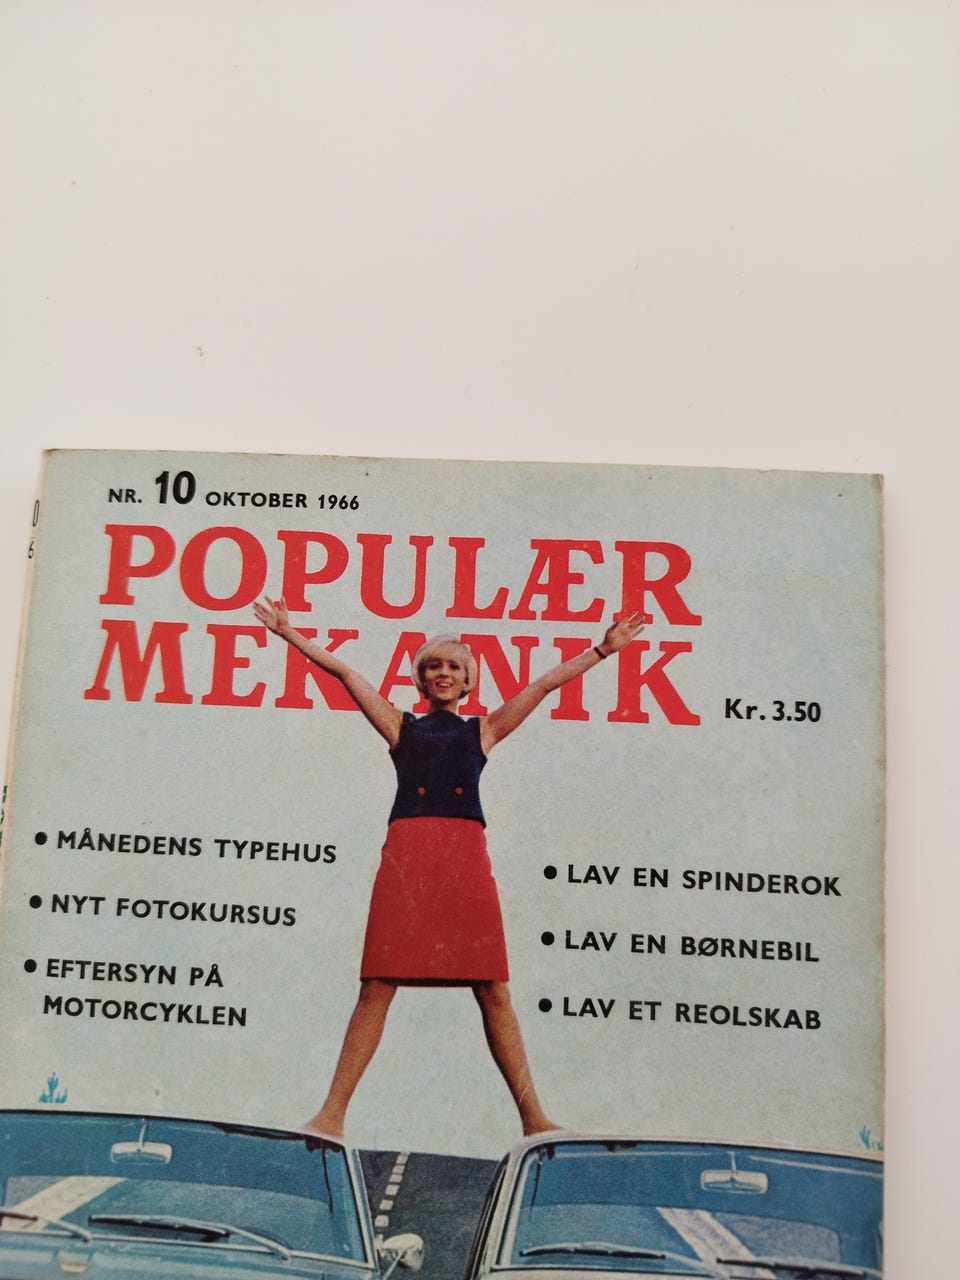 NR. 10 OKTOBER 1966
POPULÆR
MEKANIK
Kr. 3.50
• MÅNEDENS TYPEHUS
• NYT FOTOKURSUS
• EFTERSYN PÅ
MOTORCYKLEN
• LAV EN SPINDEROK
• LAV EN BØRNEBIL
• LAV ET REOLSKAB